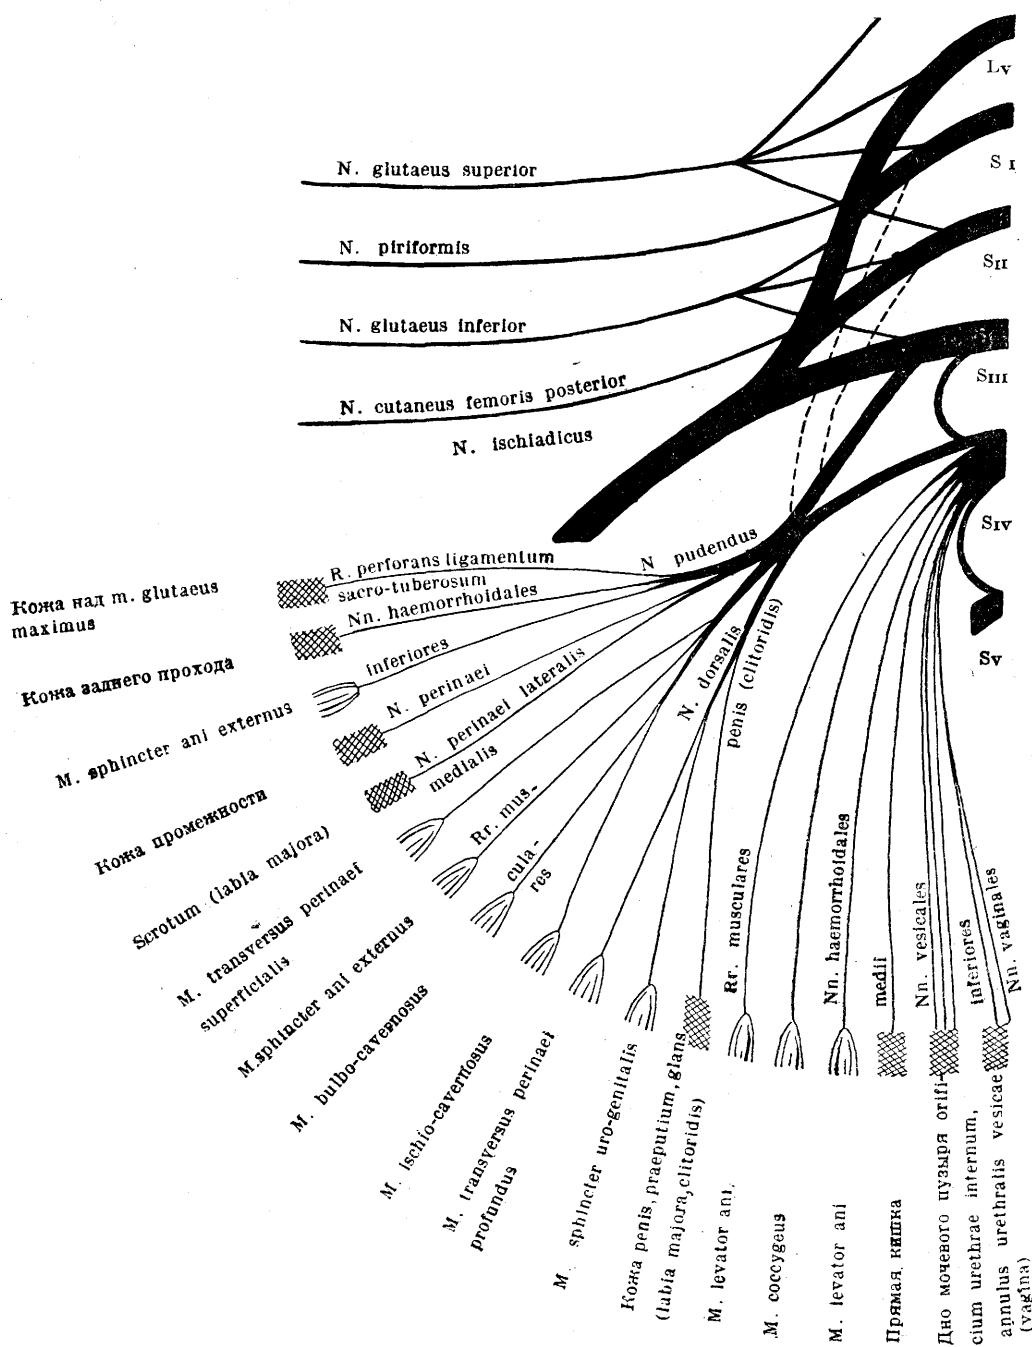 Lv
S I
SII
SIII
SIV
Sv
N. glutaeus superior
N. piriformis
N. glutaeus inferior
N. cutaneus femoris posterior
N. ischiadicus
N pudendus
R. perforans ligamentum
sacro-tuberosum
Nn. haemorrhoidales
inferiores
N. perinaei
N. perinaei lateralis
medialis
Rr. mus-
cula-
res
N. dorsalis
penis (clitoridis)
Rr. musculares
Nn. haemorrhoidales
medii
Nn. vesicales
inferiores
Nn. vaginales
Кожа над m. glutaeus
maximus
Кожа заднего прохода
M. sphincter ani externus
Кожа промежности
Scrotum (labia majora)
M. transversus perinaei
superficialis
M.sphincter ani externus
M. bulbo-cavernosus
M. ischio-cavernosus
M. transversus perinaei
profundus
M. sphincter uro-genitalis
Кожа penis, praeputium, glans
(labia majora, clitoridis)
M. levator ani.
M. coccygeus
M. levator ani
Прямая кишка
Дно мочевого пузыря orifi-
cium urethrae internum,
annulus urethralis vesicae
(vagina)